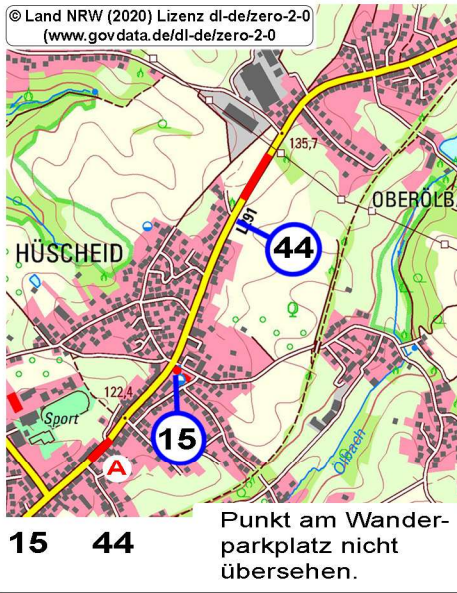 © Land NRW (2020) Lizenz dl-de/zero-2-0
(www.govdata.de/dl-de/zero-2-0
135,7
OBERÖLB
L 291
HÜSCHEID
44
122,4
Sport
15
A
Ölbach
15 44
Punkt am Wander-
parkplatz nicht
übersehen.